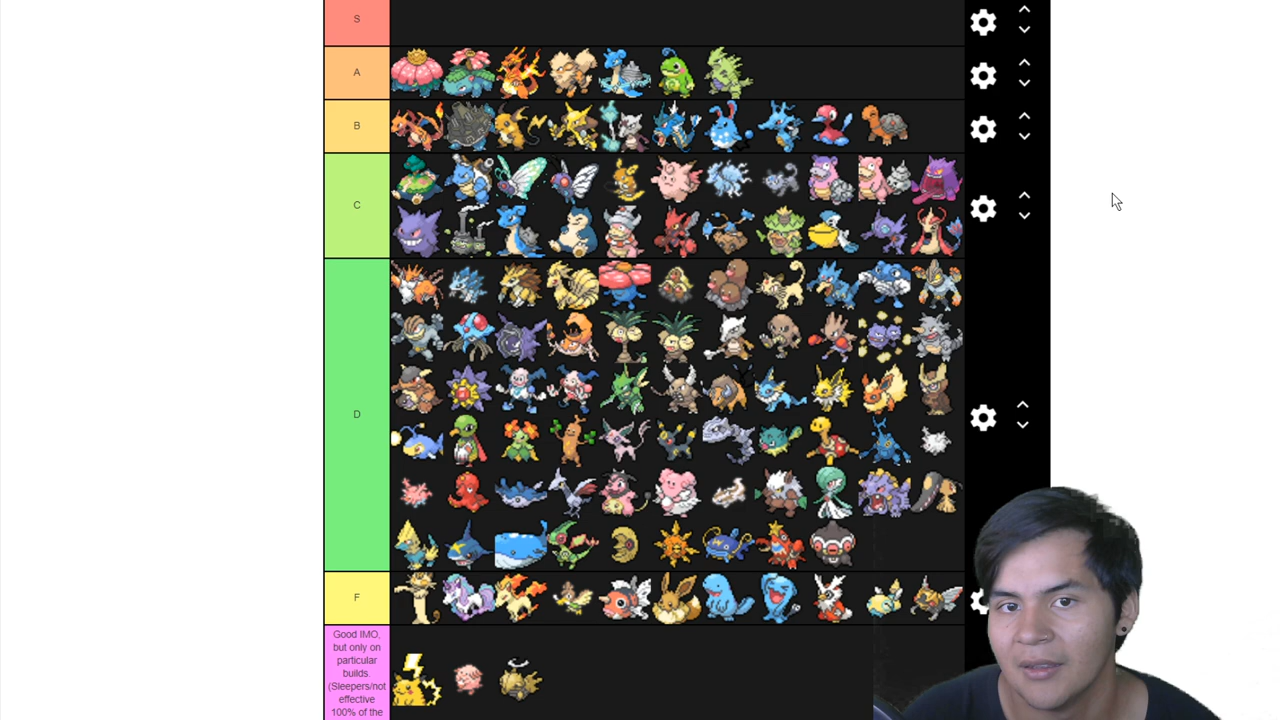 S
A
B
C
D
F
Good IMO,
but only on
particular
builds.
(Sleepers/not
effective
100% of the